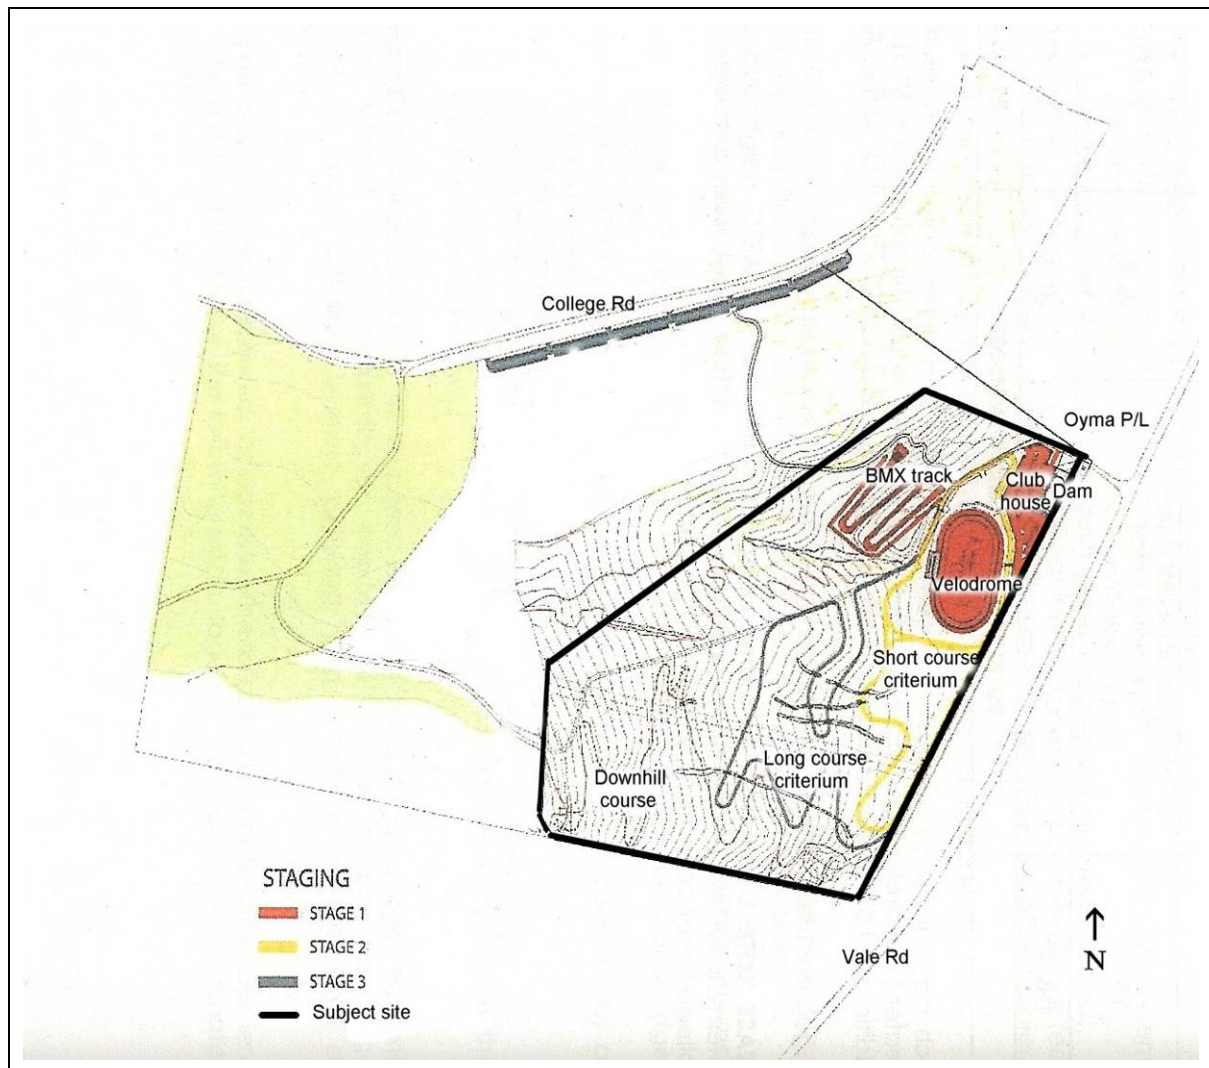 College Rd
Oyma P/L
BMX track
Club
house
Dam
Velodrome
Short course
criterium
Long course
criterium
Downhill
course
STAGING
STAGE 1
STAGE 2
STAGE 3
Subject site
Vale Rd
N